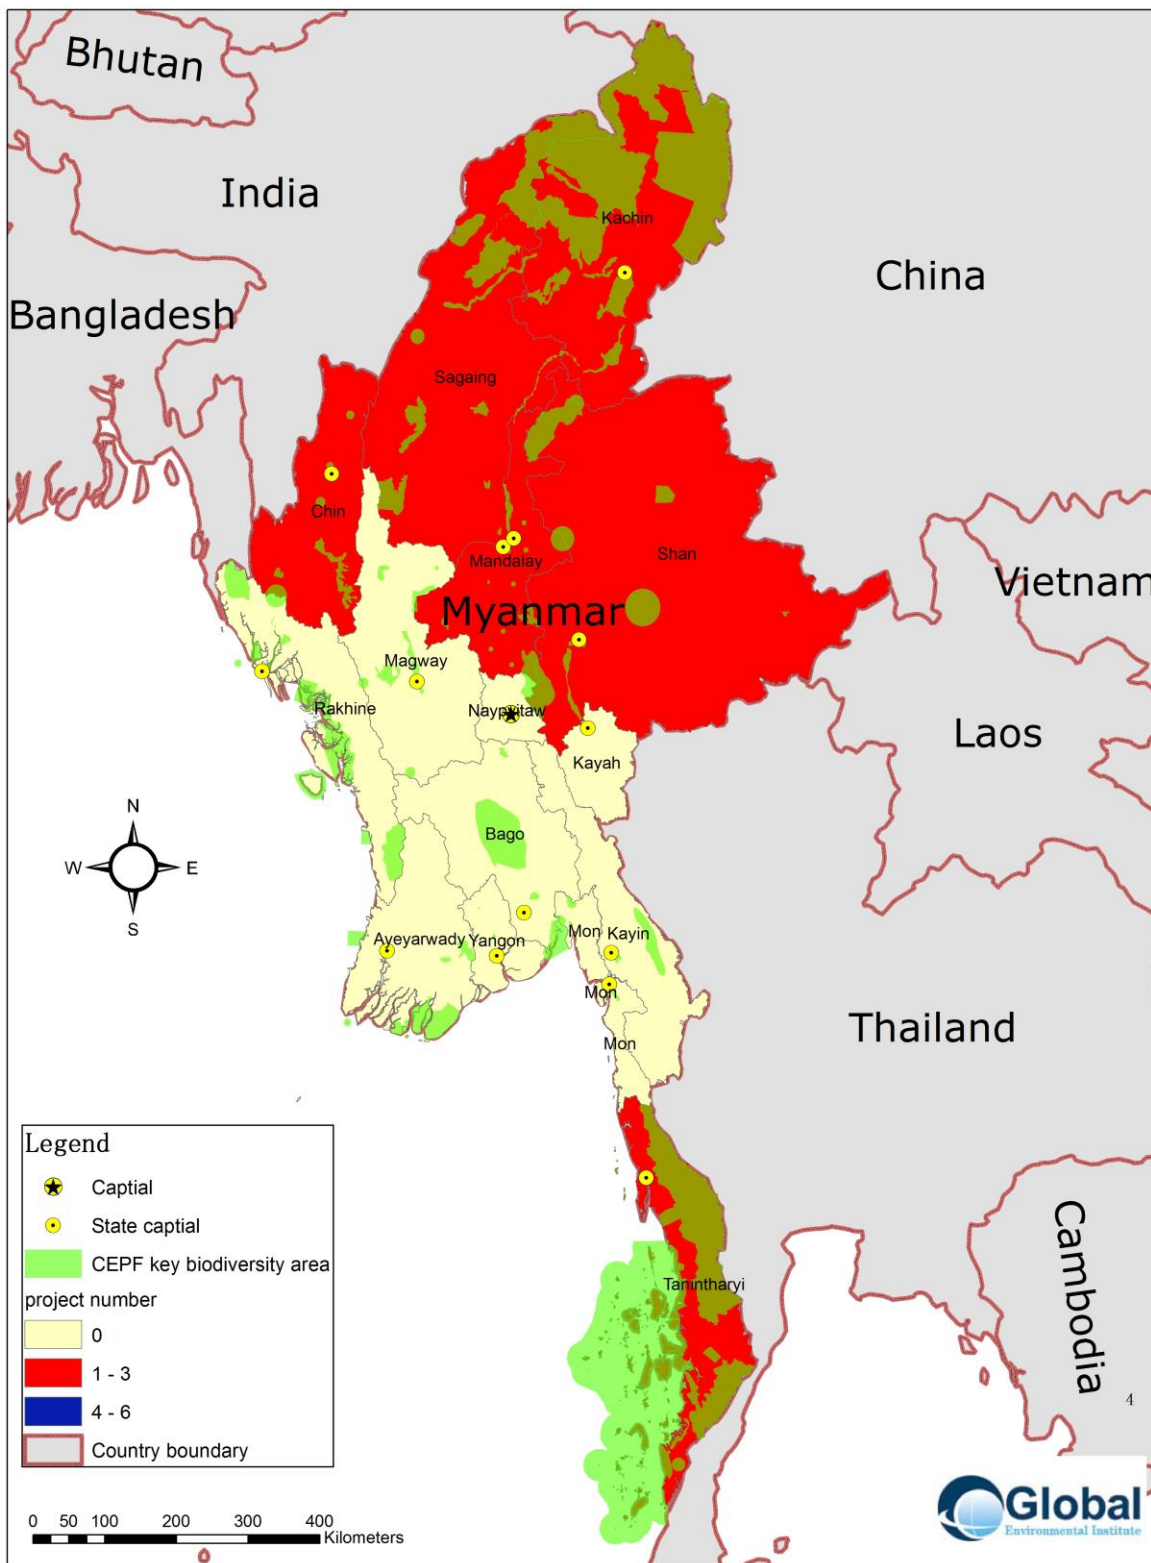 Bhutan
India
China
Bangladesh
Kachin
Sagaing
Chin
Mandalay
Shan
Myanmar
Vietnam
Magway
Rakhine
Naypyitaw
Kayah
Laos
N
W
E
S
Bago
Ayeyarwady
Yangon
Mon
Kayin
Mon
Mon
Thailand
Tanintharyi
Cambodia
Legend
Captial
State captial
CEPF key biodiversity area
project number
0
1 - 3
4 - 6
Country boundary
4
0 50 100 200 300 400
Kilometers
Global
Environmental Institute